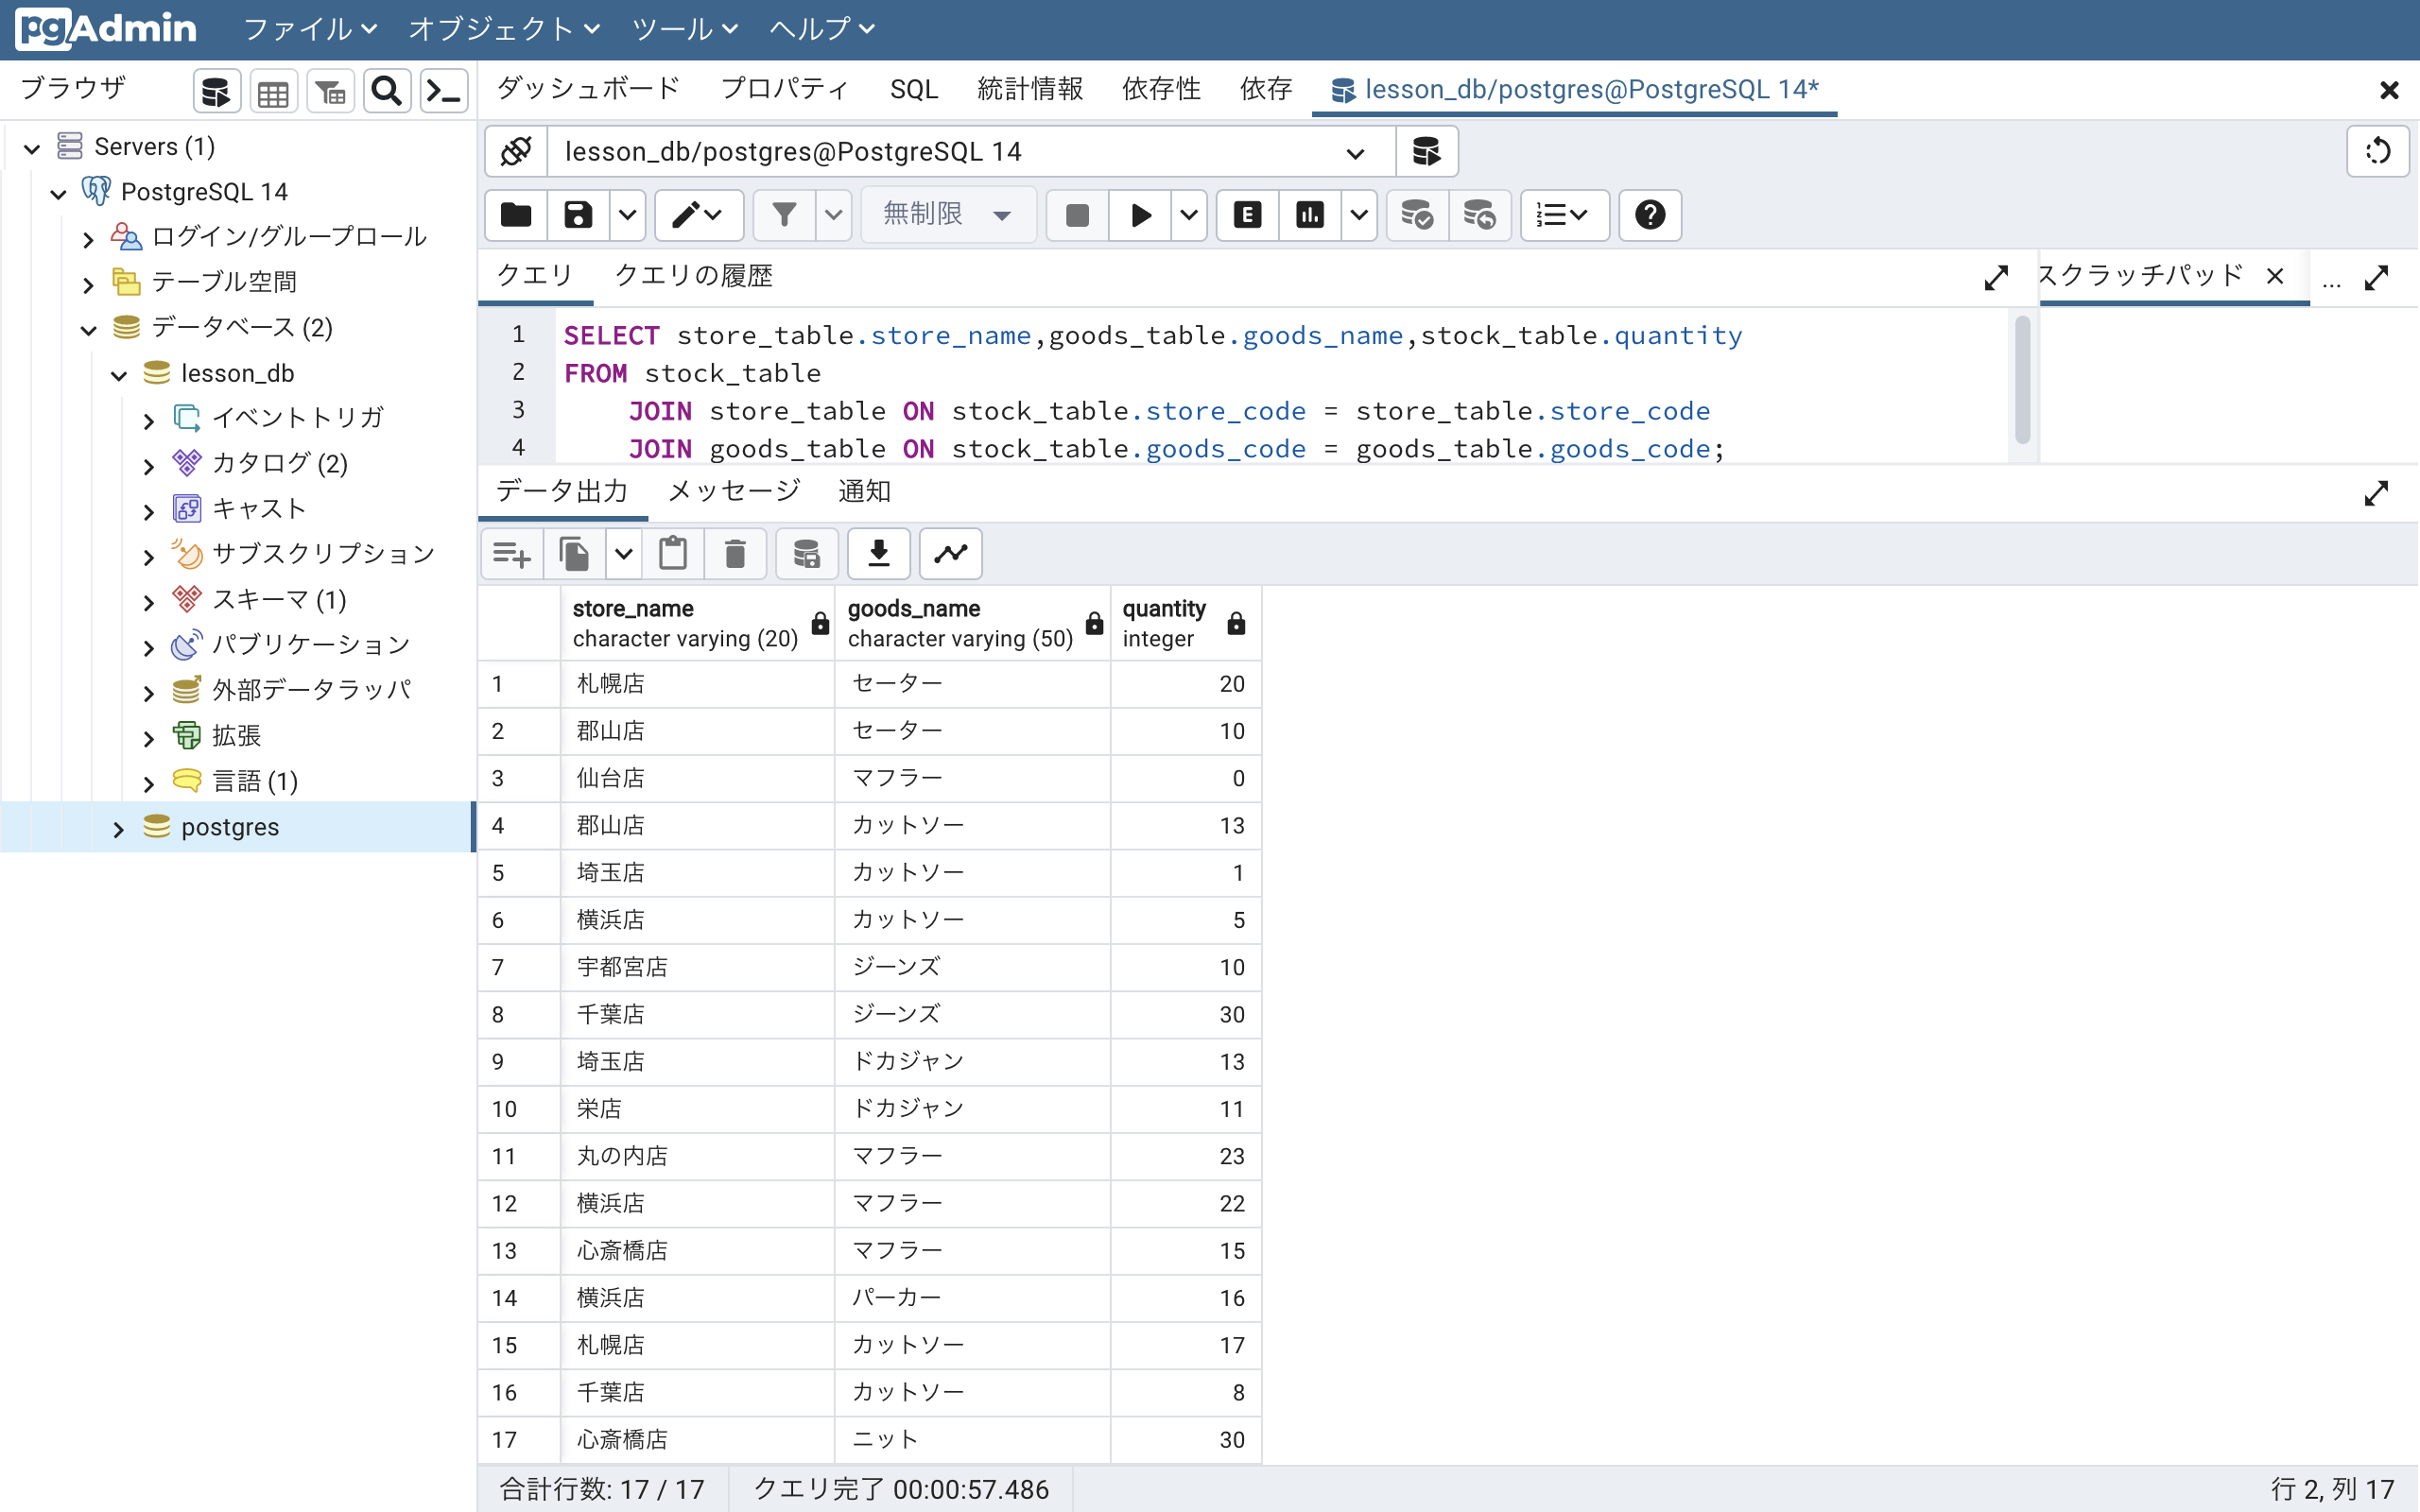 pgAdmin ファイル オブジェクト ツール ヘルプ
ブラウザ
ダッシュボード プロパティ SQL 統計情報 依存性 依存 lesson_db/postgres@PostgreSQL 14*
Servers (1)
PostgreSQL 14
ログイン/グループロール
テーブル空間
データベース (2)
lesson_db
イベントトリガ
カタログ (2)
キャスト
サブスクリプション
スキーマ (1)
パブリケーション
外部データラッパ
拡張
言語 (1)
postgres
lesson_db/postgres@PostgreSQL 14
無制限 E
クエリ クエリの履歴 スクラッチパッド ...
1 SELECT store_table.store_name,goods_table.goods_name,stock_table.quantity
2 FROM stock_table
3 JOIN store_table ON stock_table.store_code = store_table.store_code
4 JOIN goods_table ON stock_table.goods_code = goods_table.goods_code;
データ出力 メッセージ 通知
store_name goods_name quantity
character varying (20) character varying (50) integer
1 札幌店 セーター 20
2 郡山店 セーター 10
3 仙台店 マフラー 0
4 郡山店 カットソー 13
5 埼玉店 カットソー 1
6 横浜店 カットソー 5
7 宇都宮店 ジーンズ 10
8 千葉店 ジーンズ 30
9 埼玉店 ドカジャン 13
10 栄店 ドカジャン 11
11 丸の内店 マフラー 23
12 横浜店 マフラー 22
13 心斎橋店 マフラー 15
14 横浜店 パーカー 16
15 札幌店 カットソー 17
16 千葉店 カットソー 8
17 心斎橋店 ニット 30
合計行数: 17 / 17 クエリ完了 00:00:57.486 行 2, 列 17